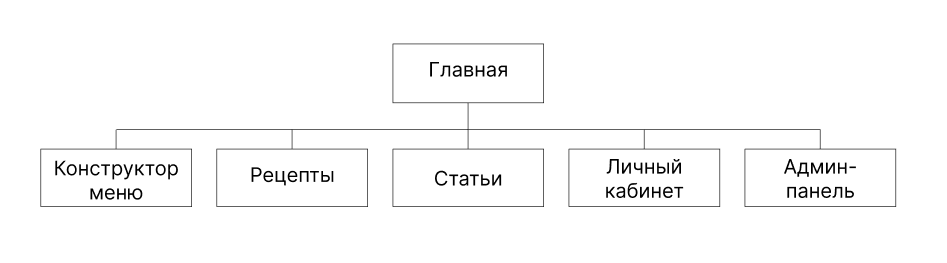 Главная
Конструктор
меню
Рецепты
Статьи
Личный
кабинет
Админ-
панель